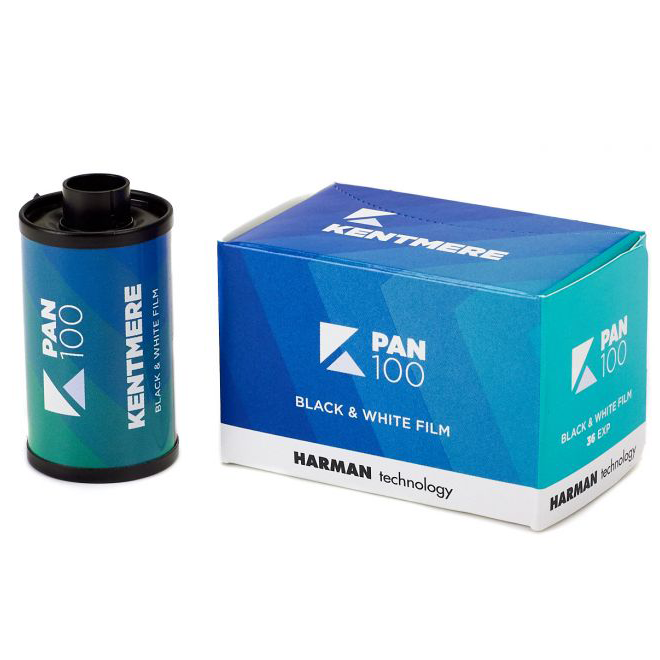 PAN
100
KENTMERE
BLACK & WHITE FILM
KENTMERE
PAN
100
BLACK & WHITE FILM
HARMAN technology
PAN
100
BLACK & WHITE FILM
36 EXP
HARMAN technology